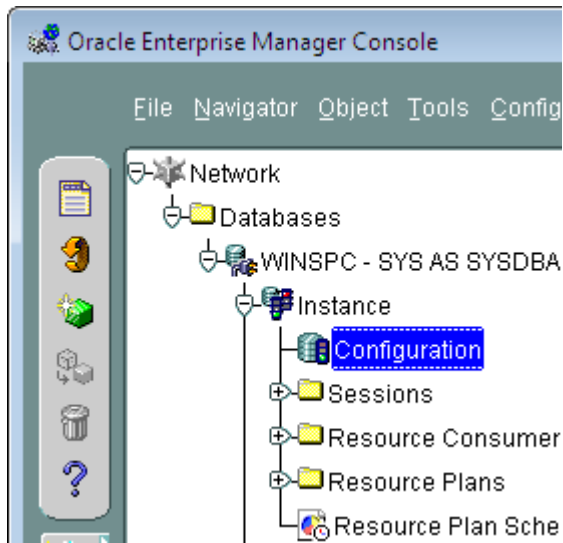 Oracle Enterprise Manager Console
File Navigator Object Tools Config
Network
Databases
WINSPC - SYS AS SYSDBA
Instance
Configuration
Sessions
Resource Consumer
Resource Plans
Resource Plan Sche